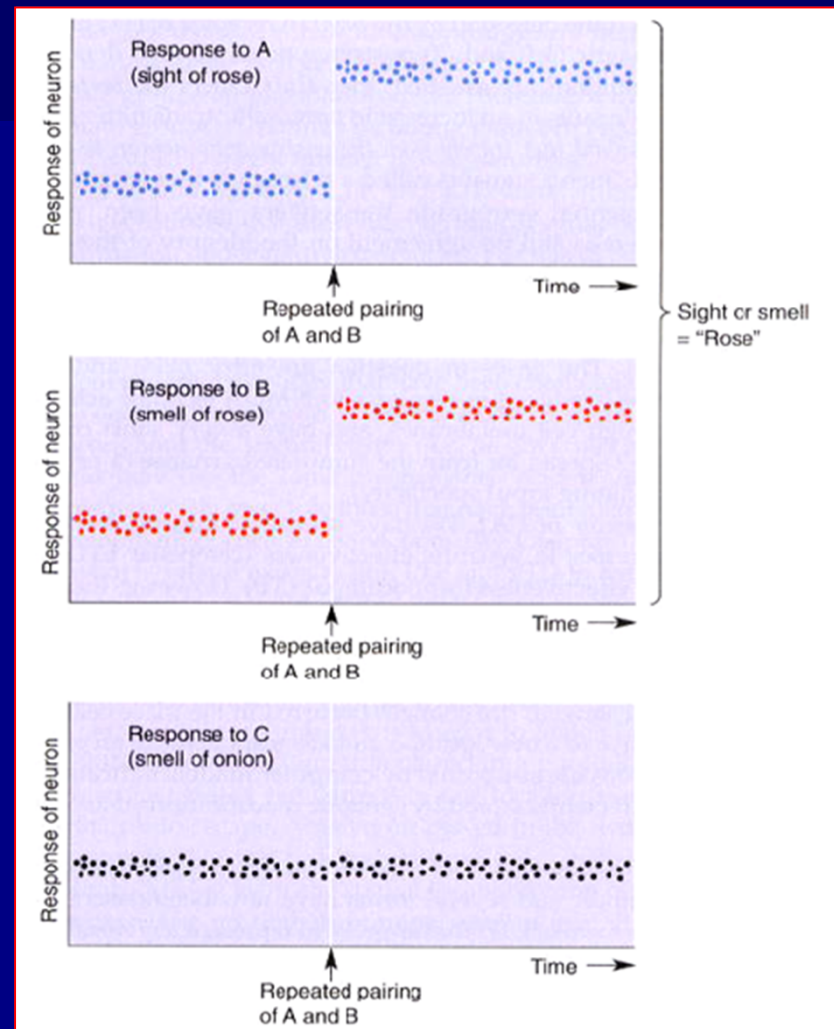 Response to A
(sight of rose)
Response of neuron
Time
Repeated pairing
of A and B
Sight or smell
= “Rose”
Response to B
(smell of rose)
Response of neuron
Time
Repeated pairing
of A and B
Response to C
(smell of onion)
Response of neuron
Time
Repeated pairing
of A and B